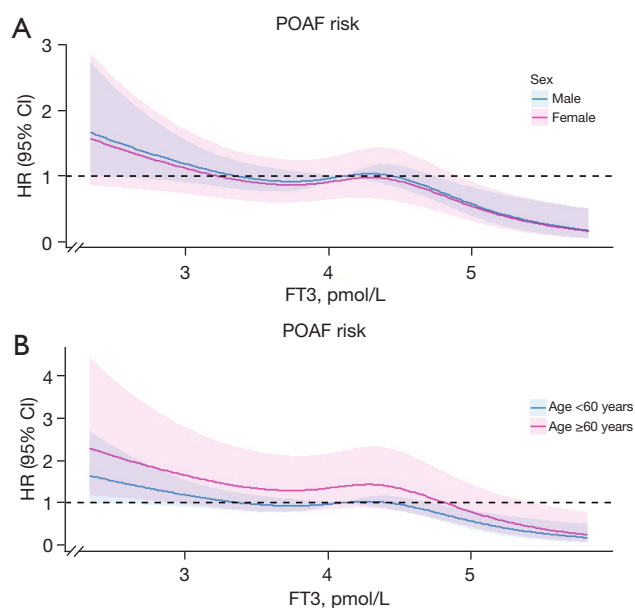 A
POAF risk
3
2
1
0
HR (95% CI)
Sex
Male
Female
3
4
5
FT3, pmol/L
B
POAF risk
4
3
2
1
0
HR (95% CI)
Age <60 years
Age ≥60 years
3
4
5
FT3, pmol/L